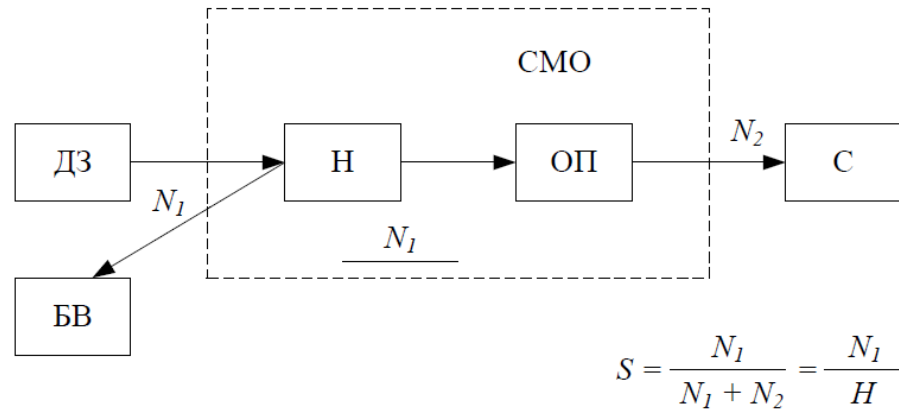 СМО
ДЗ
Н
ОП
N₂
С
N₁
N₁
БВ
S = N₁ / (N₁ + N₂) = N₁ / H